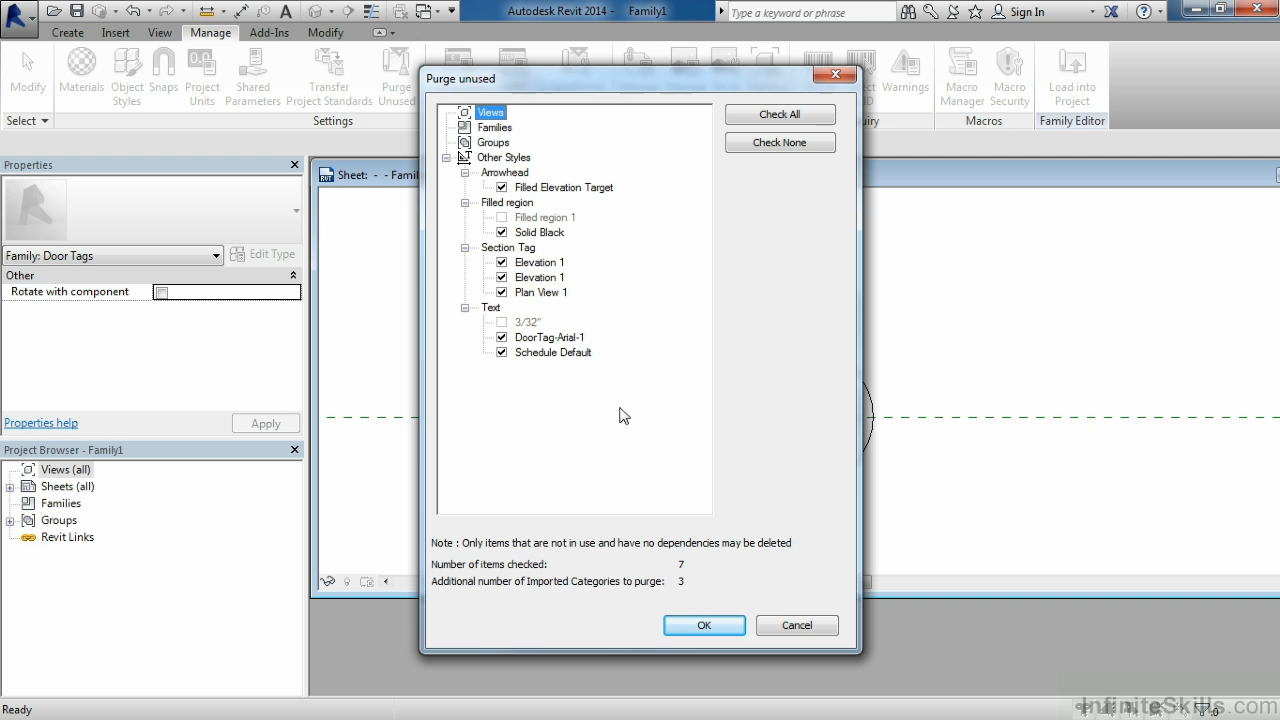 Autodesk Revit 2014 - Family1
Type a keyword or phrase
Sign In
Create Insert View Manage Add-Ins Modify
Modify
Materials
Object Styles
Snaps
Project Units
Shared Parameters
Transfer Project Standards
Purge Unused
Warnings
Macro Manager
Macro Security
Load into Project
Select
Settings
Macros
Family Editor
Properties
Family: Door Tags
Edit Type
Other
Rotate with component
Properties help
Apply
Project Browser - Family1
Views (all)
Sheets (all)
Families
Groups
Revit Links
Sheet: - - Famil
Purge unused
Views
Families
Groups
Other Styles
Arrowhead
Filled Elevation Target
Filled region
Filled region 1
Solid Black
Section Tag
Elevation 1
Elevation 1
Plan View 1
Text
3/32"
DoorTag-Arial-1
Schedule Default
Check All
Check None
Note : Only items that are not in use and have no dependencies may be deleted
Number of items checked: 7
Additional number of Imported Categories to purge: 3
OK
Cancel
Ready
InfiniteSkills.com